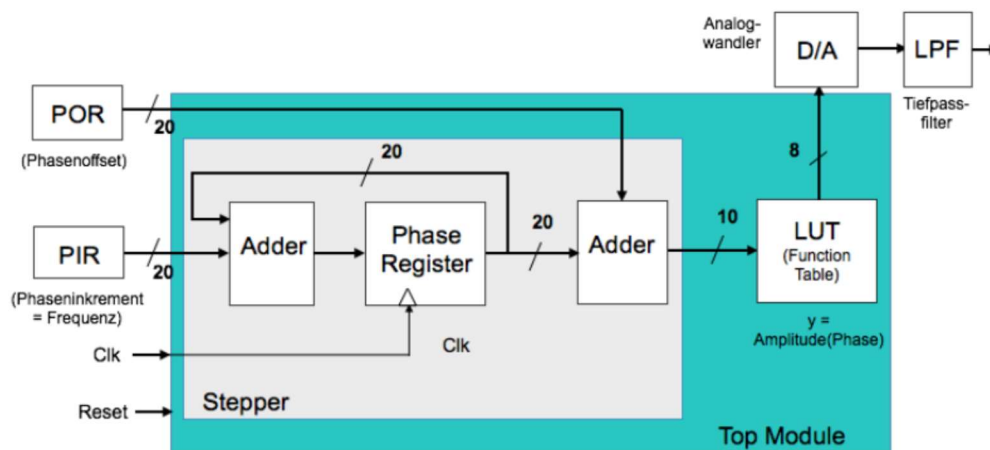 Analog-
wandler
D/A
LPF
Tiefpass-
filter
POR
20
(Phasenoffset)
20
8
PIR
20
(Phaseninkrement
= Frequenz)
Adder
Phase
Register
20
Adder
10
LUT
(Function
Table)
y =
Amplitude(Phase)
Clk
Clk
Reset
Stepper
Top Module